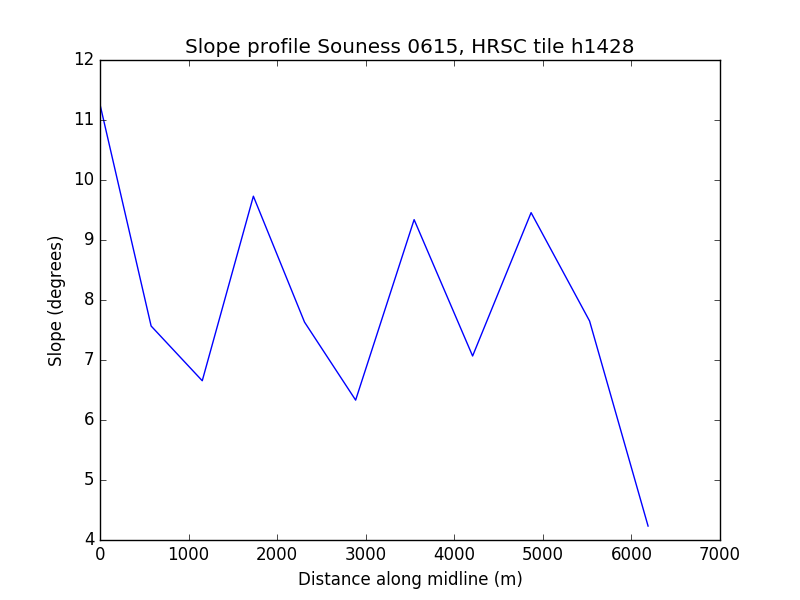 Slope profile Souness 0615, HRSC tile h1428
12
11
10
9
8
7
6
5
4
Slope (degrees)
0 1000 2000 3000 4000 5000 6000 7000
Distance along midline (m)